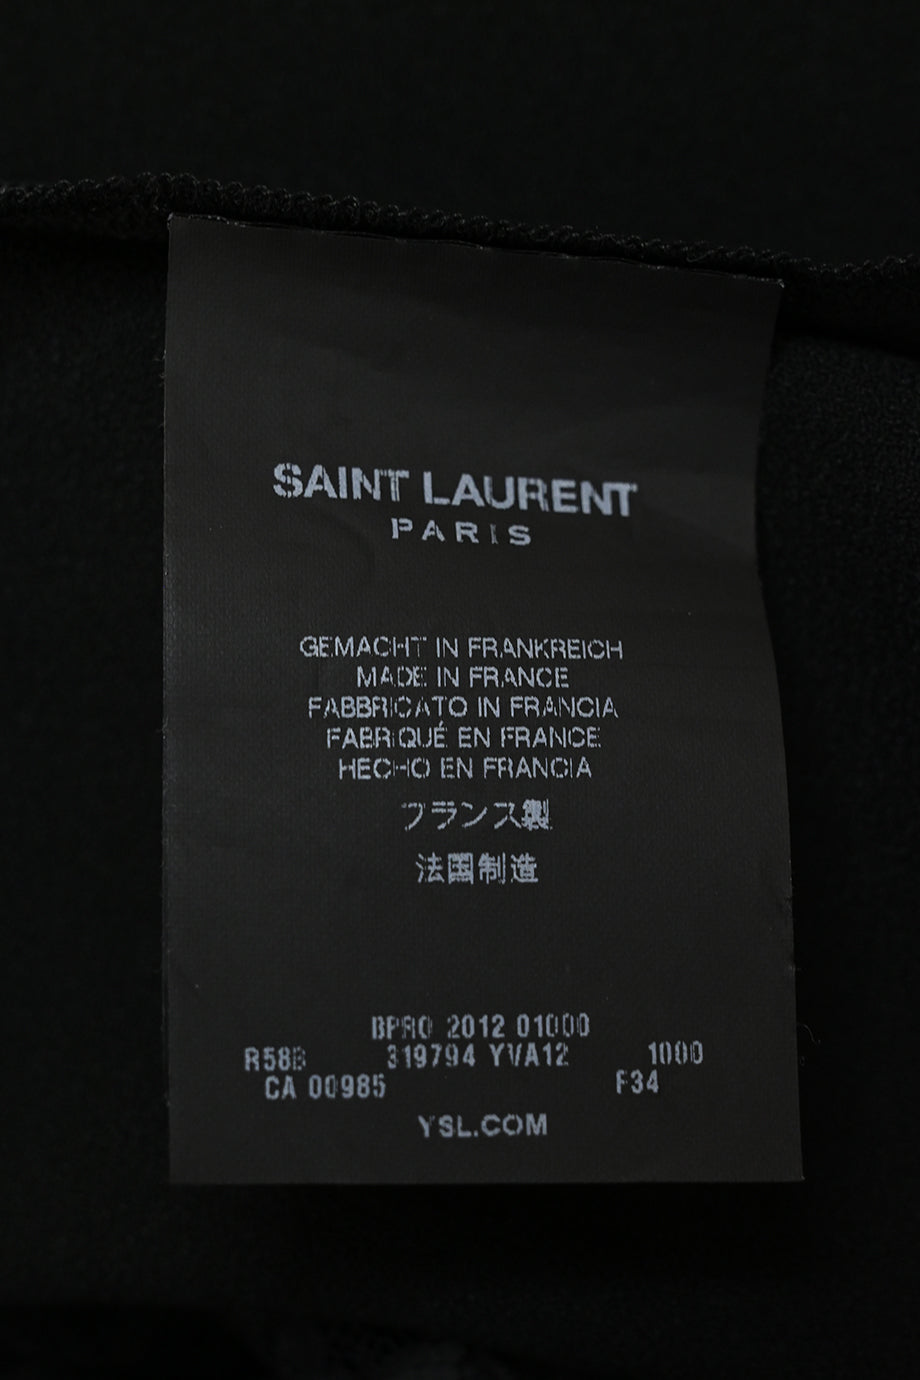 SAINT LAURENT
PARIS
GEMACHT IN FRANKREICH
MADE IN FRANCE
FABBRICATO IN FRANCIA
FABRIQUÉ EN FRANCE
HECHO EN FRANCIA
フランス製
法国制造
BPRO 2012 01000
R58B 319794 YVA12 1000
CA 00985 F34
YSL.COM